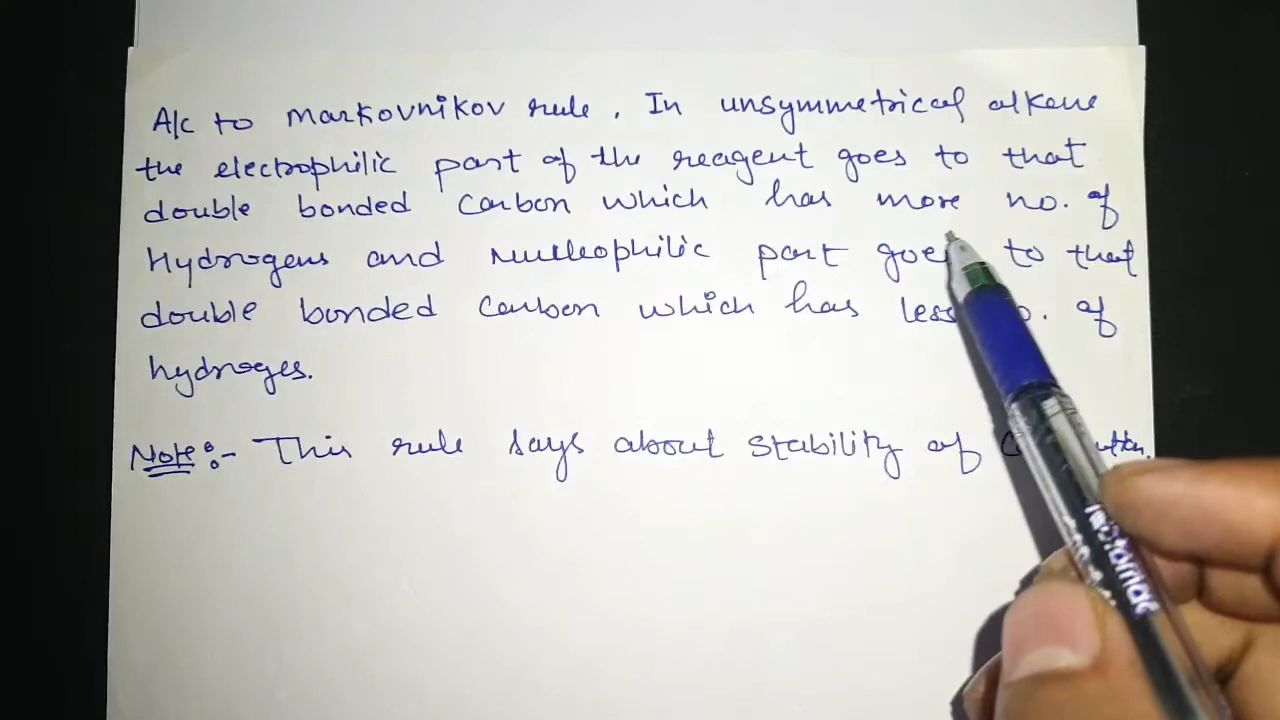 A/c to Markovnikov rule, In unsymmetrical alkene
the electrophilic part of the reagent goes to that
double bonded carbon which has more no. of
Hydrogens and nucleophilic part goes to that
double bonded carbon which has less of
hydroges.
Note:- This rule says about stability of